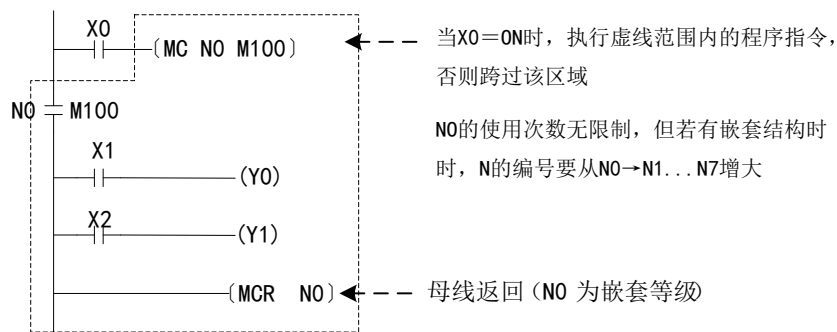 X0
(MC N0 M100)
当X0=ON时，执行虚线范围内的程序指令，
否则跨过该区域
N0 M100
N0的使用次数无限制，但若有嵌套结构时
时，N的编号要从N0→N1...N7增大
X1
(Y0)
X2
(Y1)
(MCR N0)
母线返回(N0 为嵌套等级)